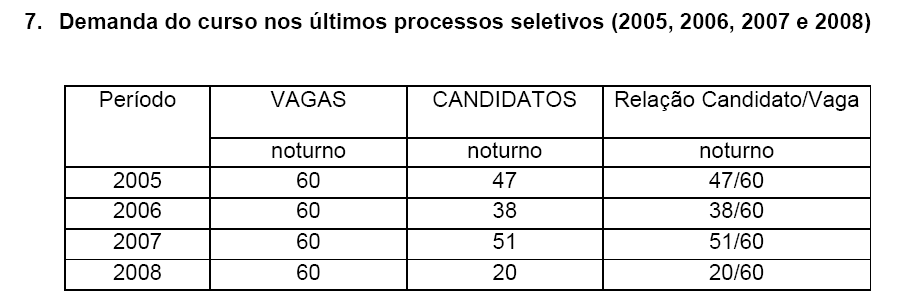 7. Demanda do curso nos últimos processos seletivos (2005, 2006, 2007 e 2008)
Período VAGAS CANDIDATOS Relação Candidato/Vaga
noturno noturno noturno
2005 60 47 47/60
2006 60 38 38/60
2007 60 51 51/60
2008 60 20 20/60